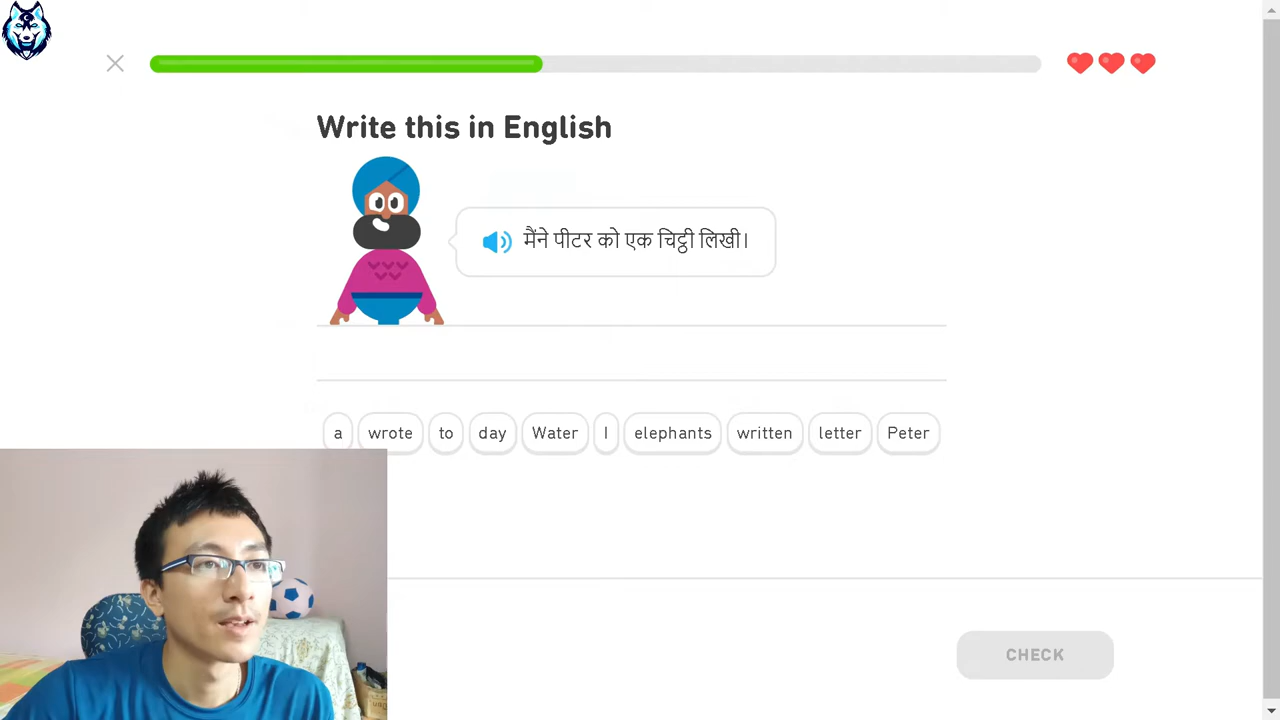 Write this in English
मैंने पीटर को एक चिट्ठी लिखी।
a wrote to day Water I elephants written letter Peter
CHECK